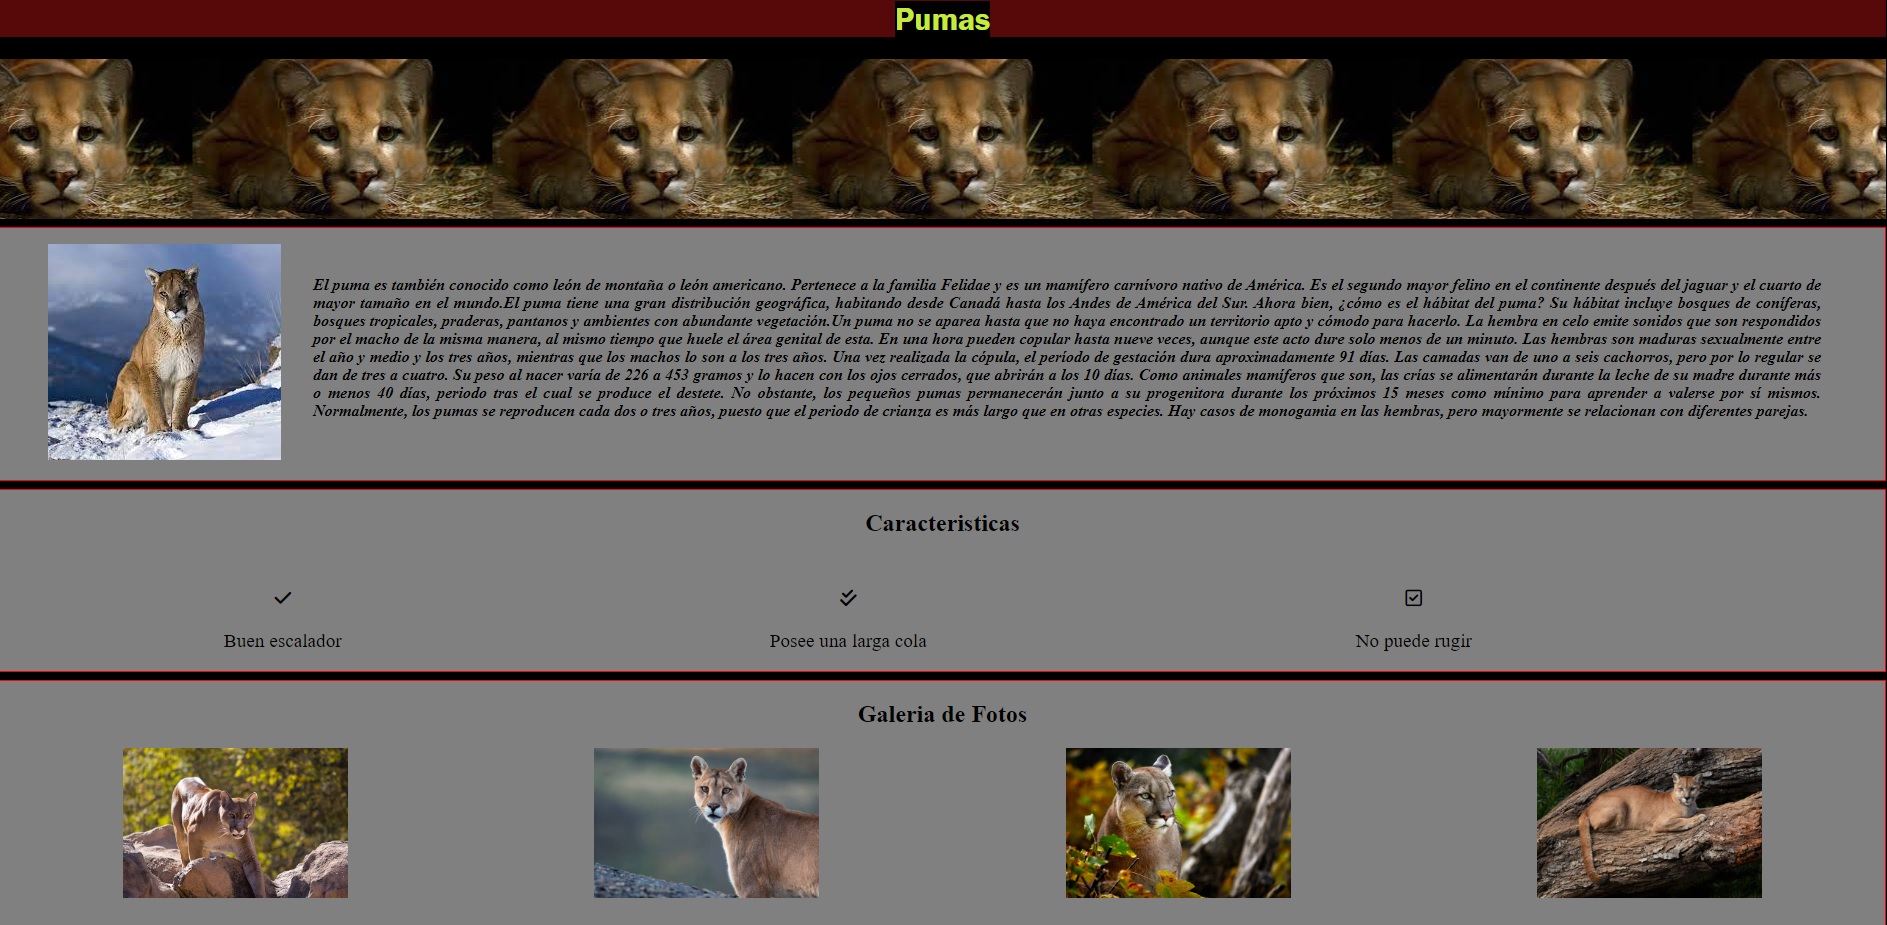 Pumas
El puma es también conocido como león de montaña o león americano. Pertenece a la familia Felidae y es un mamífero carnívoro nativo de América. Es el segundo mayor felino en el continente después del jaguar y el cuarto de
mayor tamaño en el mundo.El puma tiene una gran distribución geográfica, habitando desde Canadá hasta los Andes de América del Sur. Ahora bien, ¿cómo es el hábitat del puma? Su hábitat incluye bosques de coníferas,
bosques tropicales, praderas, pantanos y ambientes con abundante vegetación.Un puma no se aparea hasta que no haya encontrado un territorio apto y cómodo para hacerlo. La hembra en celo emite sonidos que son respondidos
por el macho de la misma manera, al mismo tiempo que huele el área genital de esta. En una hora pueden copular hasta nueve veces, aunque este acto dure solo menos de un minuto. Las hembras son maduras sexualmente entre
el año y medio y los tres años, mientras que los machos lo son a los tres años. Una vez realizada la cópula, el período de gestación dura aproximadamente 91 días. Las camadas van de uno a seis cachorros, pero por lo regular se
dan de tres a cuatro. Su peso al nacer varía de 226 a 453 gramos y lo hacen con los ojos cerrados, que abrirán a los 10 días. Como animales mamíferos que son, las crías se alimentarán durante la leche de su madre durante más
o menos 40 días, periodo tras el cual se produce el destete. No obstante, los pequeños pumas permanecerán junto a su progenitora durante los próximos 15 meses como mínimo para aprender a valerse por sí mismos.
Normalmente, los pumas se reproducen cada dos o tres años, puesto que el periodo de crianza es más largo que en otras especies. Hay casos de monogamia en las hembras, pero mayormente se relacionan con diferentes parejas.
Caracteristicas
Buen escalador
Posee una larga cola
No puede rugir
Galeria de Fotos